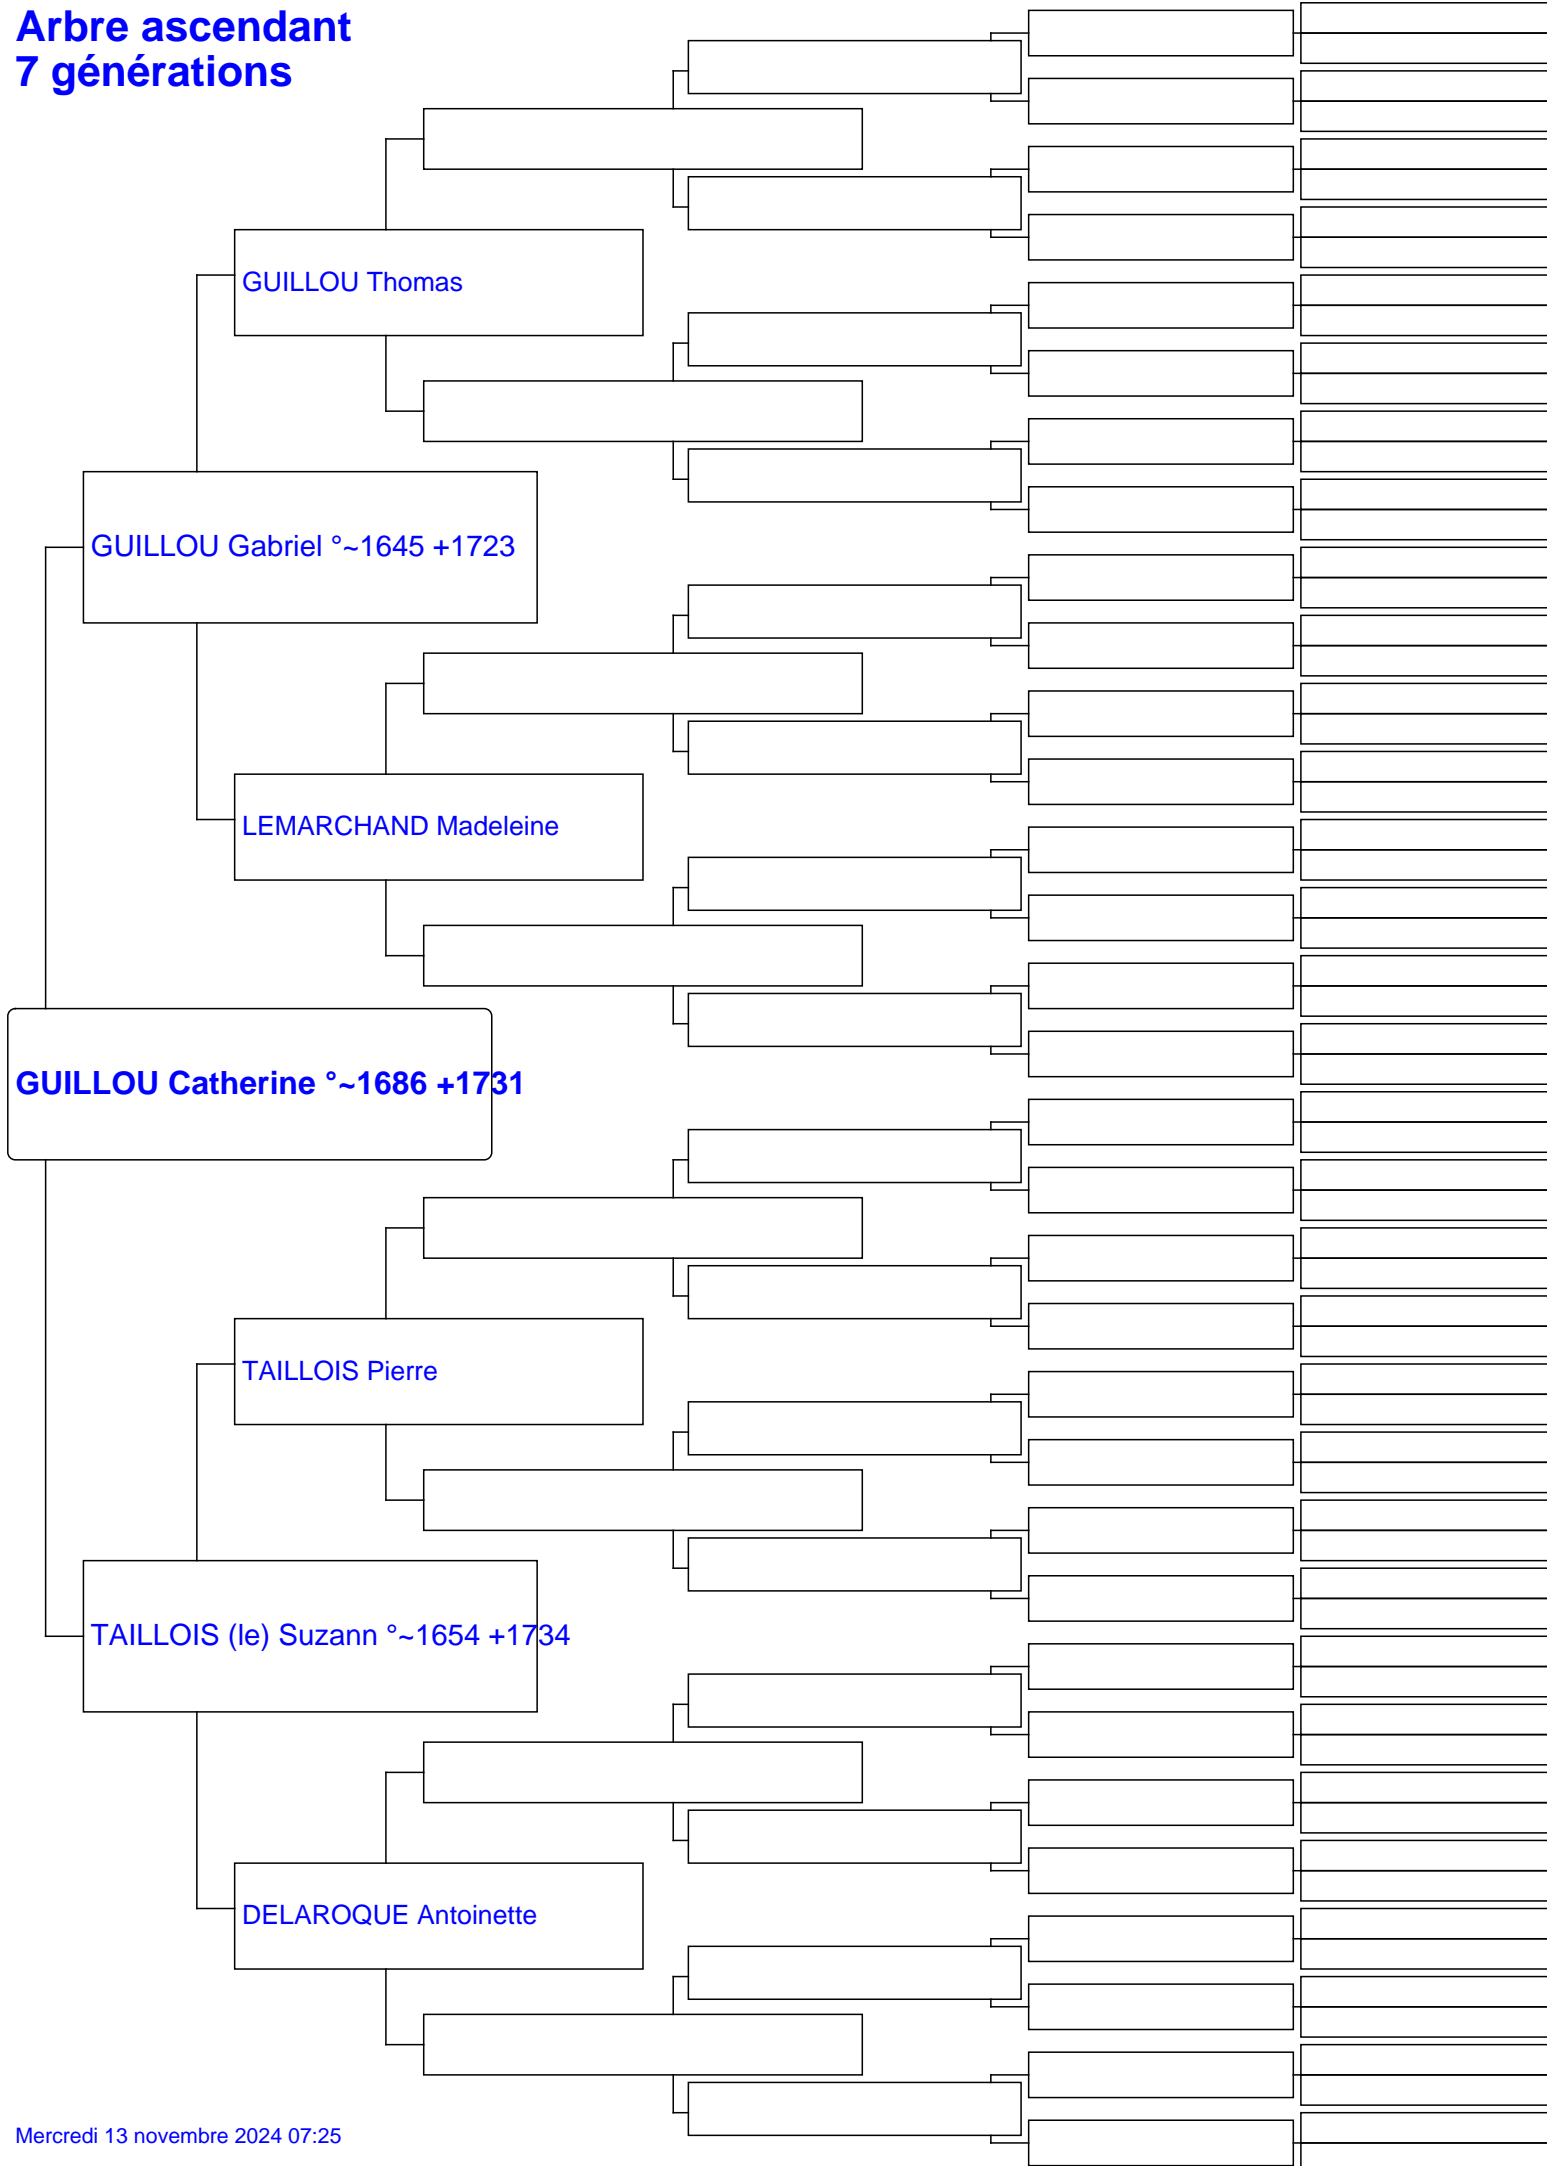 Arbre ascendant
7 générations
GUILLOU Thomas
GUILLOU Gabriel °~1645 +1723
LEMARCHAND Madeleine
GUILLOU Catherine °~1686 +1731
TAILLOIS Pierre
TAILLOIS (le) Suzann °~1654 +1734
DELAROQUE Antoinette
Mercredi 13 novembre 2024 07:25